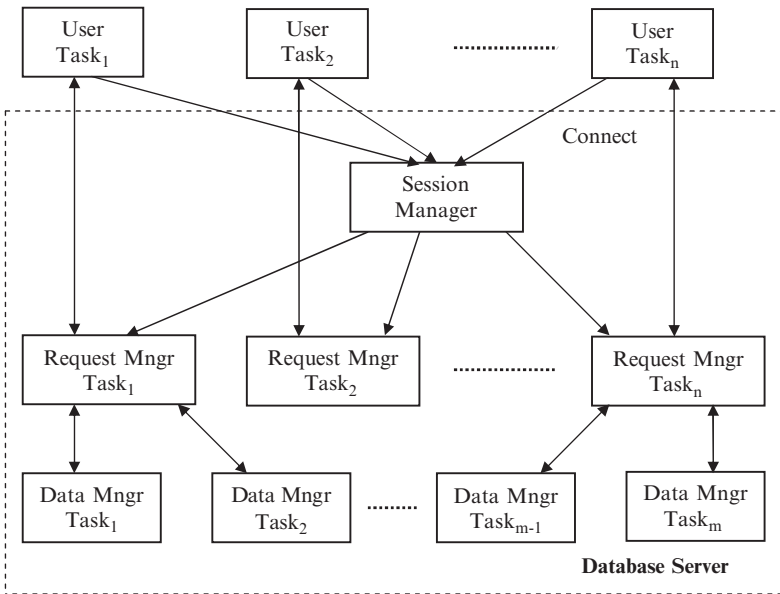 User
Task₁
User
Task₂
User
Taskₙ
Connect
Session
Manager
Request Mngr
Task₁
Request Mngr
Task₂
Request Mngr
Taskₙ
Data Mngr
Task₁
Data Mngr
Task₂
Data Mngr
Taskₘ₋₁
Data Mngr
Taskₘ
Database Server